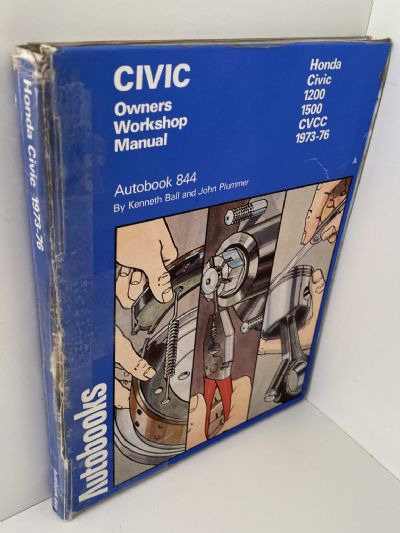 CIVIC
Owners
Workshop
Manual
Honda
Civic
1200
1500
CVCC
1973-76
A
Autobook 844
By Kenneth Ball and John Plummer
Autobooks
Honda Civic 1973-76